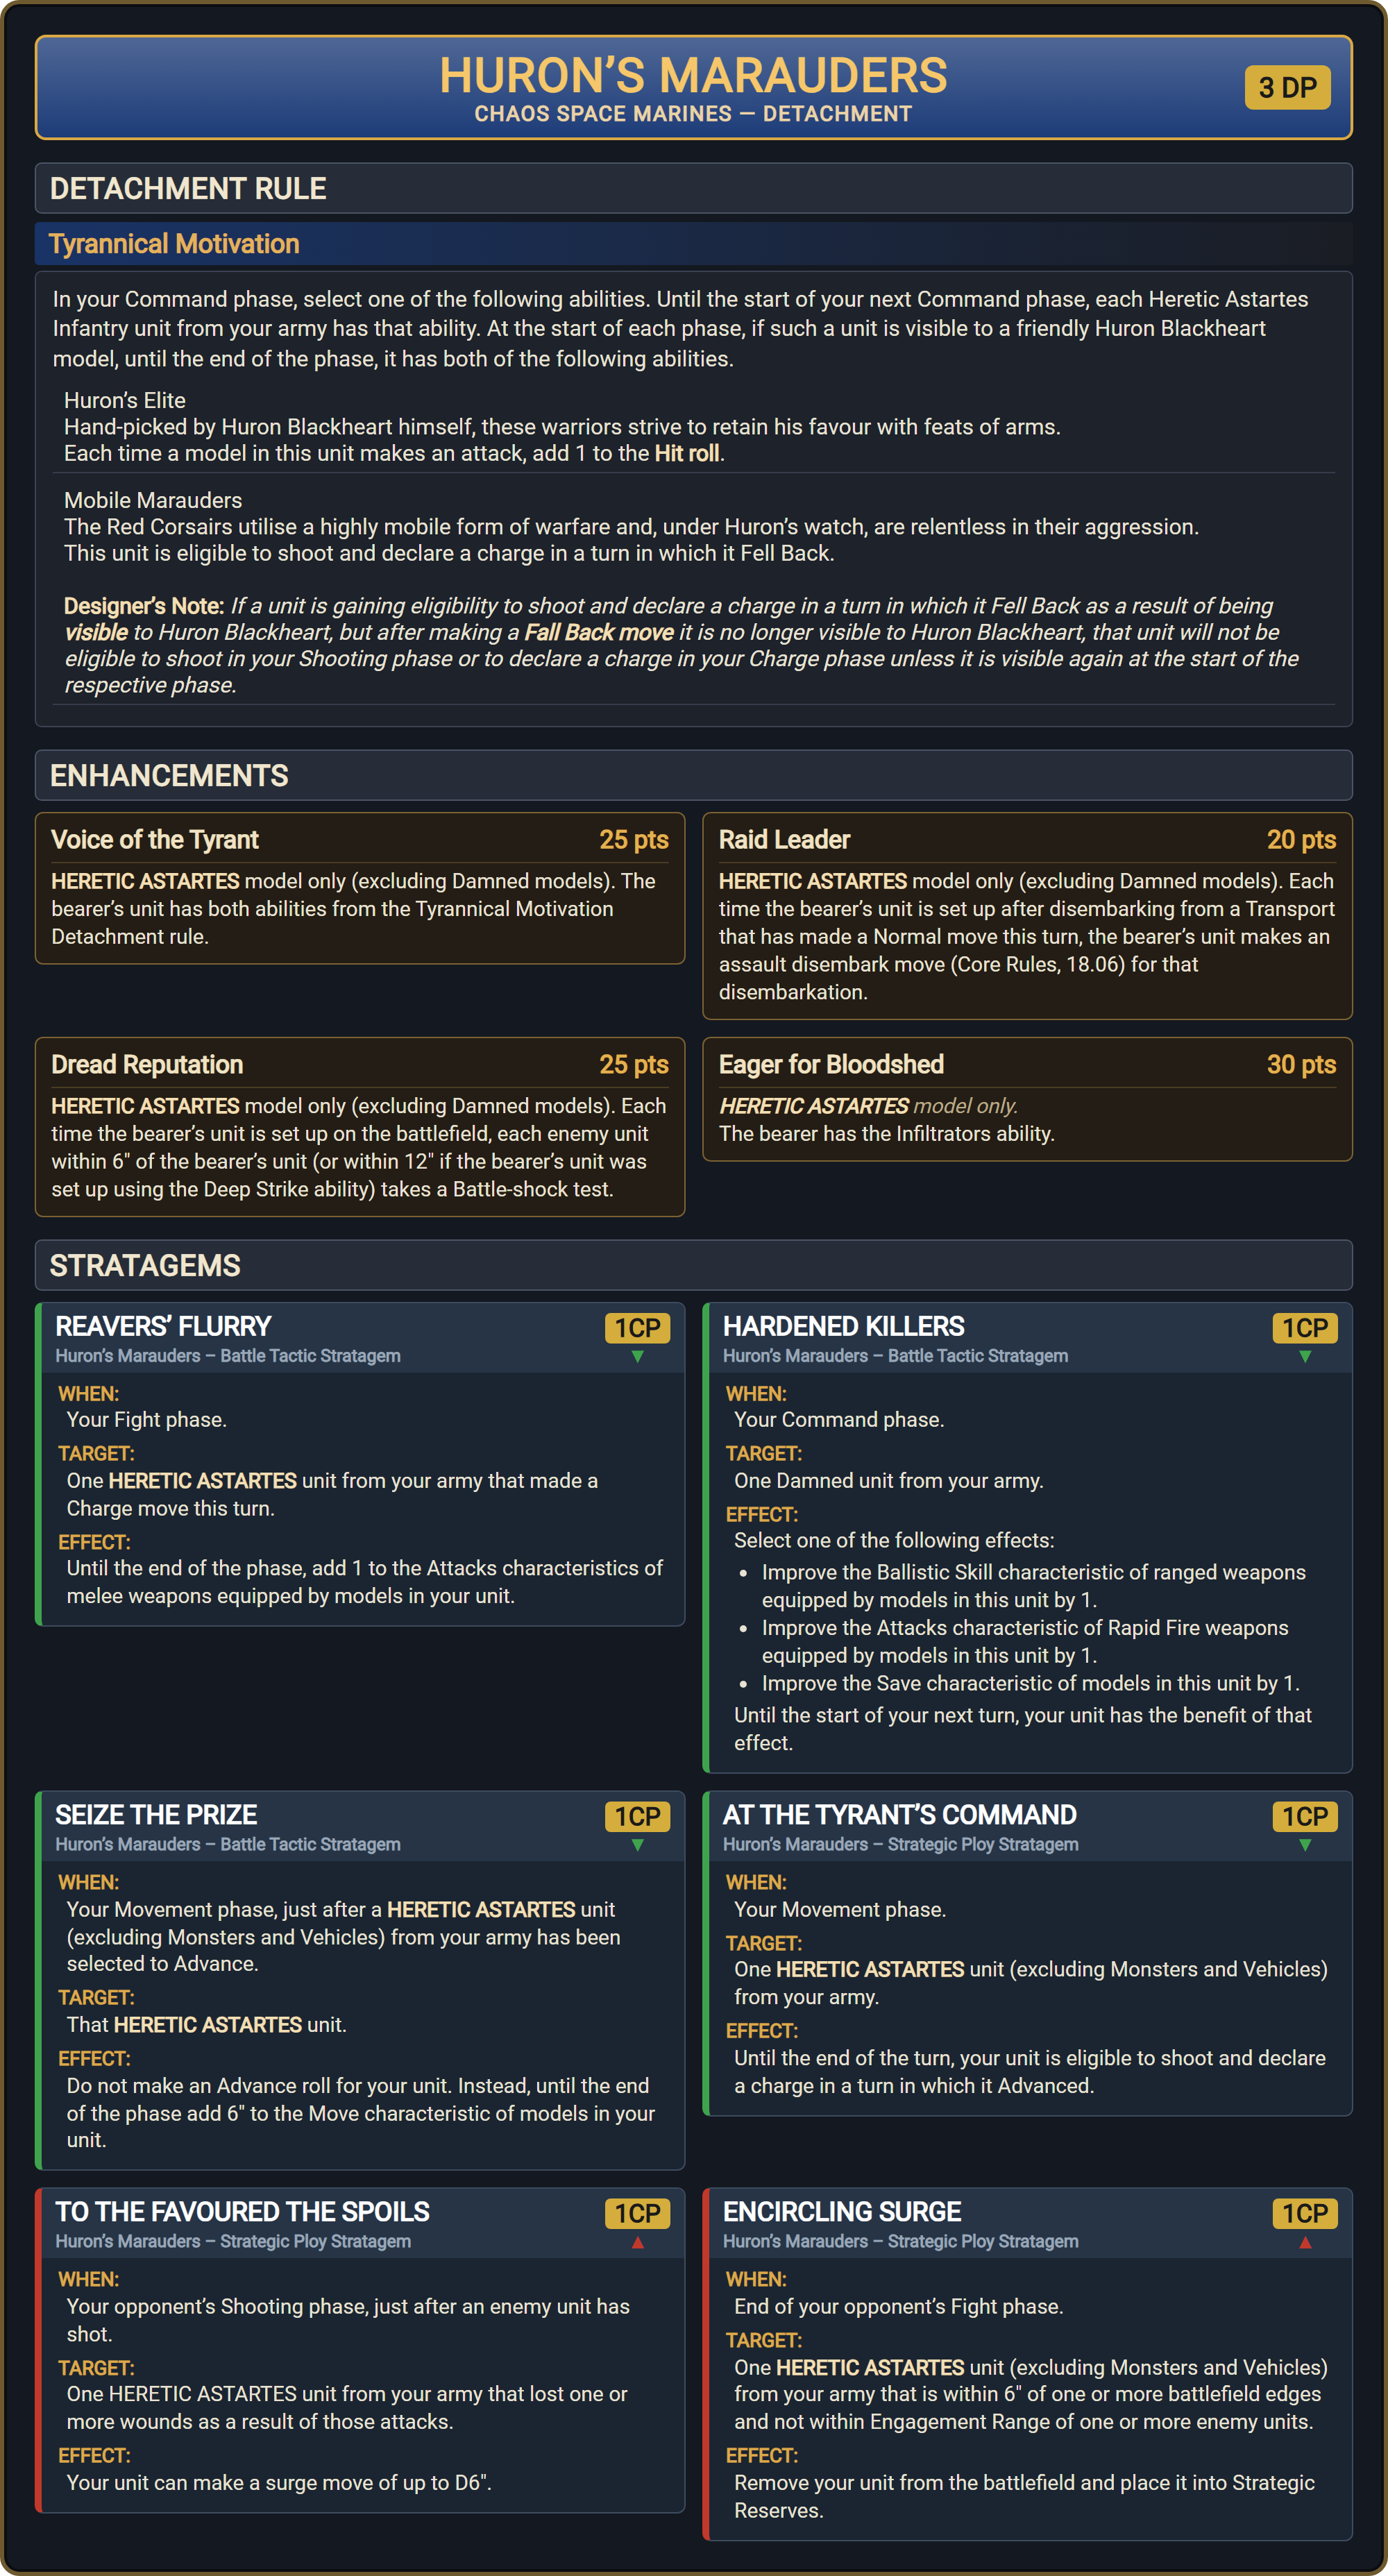 HURON’S MARAUDERS
CHAOS SPACE MARINES — DETACHMENT
3 DP
DETACHMENT RULE
Tyrannical Motivation
In your Command phase, select one of the following abilities. Until the start of your next Command phase, each Heretic Astartes
Infantry unit from your army has that ability. At the start of each phase, if such a unit is visible to a friendly Huron Blackheart
model, until the end of the phase, it has both of the following abilities.
Huron’s Elite
Hand-picked by Huron Blackheart himself, these warriors strive to retain his favour with feats of arms.
Each time a model in this unit makes an attack, add 1 to the Hit roll.
Mobile Marauders
The Red Corsairs utilise a highly mobile form of warfare and, under Huron’s watch, are relentless in their aggression.
This unit is eligible to shoot and declare a charge in a turn in which it Fell Back.
Designer’s Note: If a unit is gaining eligibility to shoot and declare a charge in a turn in which it Fell Back as a result of being
visible to Huron Blackheart, but after making a Fall Back move it is no longer visible to Huron Blackheart, that unit will not be
eligible to shoot in your Shooting phase or to declare a charge in your Charge phase unless it is visible again at the start of the
respective phase.
ENHANCEMENTS
Voice of the Tyrant
25 pts
HERETIC ASTARTES model only (excluding Damned models). The
bearer’s unit has both abilities from the Tyrannical Motivation
Detachment rule.
Raid Leader
20 pts
HERETIC ASTARTES model only (excluding Damned models). Each
time the bearer’s unit is set up after disembarking from a Transport
that has made a Normal move this turn, the bearer’s unit makes an
assault disembark move (Core Rules, 18.06) for that
disembarkation.
Dread Reputation
25 pts
HERETIC ASTARTES model only (excluding Damned models). Each
time the bearer’s unit is set up on the battlefield, each enemy unit
within 6" of the bearer’s unit (or within 12" if the bearer’s unit was
set up using the Deep Strike ability) takes a Battle-shock test.
Eager for Bloodshed
30 pts
HERETIC ASTARTES model only.
The bearer has the Infiltrators ability.
STRATAGEMS
REAVERS’ FLURRY
1CP
Huron’s Marauders – Battle Tactic Stratagem
▼
WHEN:
Your Fight phase.
TARGET:
One HERETIC ASTARTES unit from your army that made a
Charge move this turn.
EFFECT:
Until the end of the phase, add 1 to the Attacks characteristics of
melee weapons equipped by models in your unit.
HARDENED KILLERS
1CP
Huron’s Marauders – Battle Tactic Stratagem
▼
WHEN:
Your Command phase.
TARGET:
One Damned unit from your army.
EFFECT:
Select one of the following effects:
• Improve the Ballistic Skill characteristic of ranged weapons
equipped by models in this unit by 1.
• Improve the Attacks characteristic of Rapid Fire weapons
equipped by models in this unit by 1.
• Improve the Save characteristic of models in this unit by 1.
Until the start of your next turn, your unit has the benefit of that
effect.
SEIZE THE PRIZE
1CP
Huron’s Marauders – Battle Tactic Stratagem
▼
WHEN:
Your Movement phase, just after a HERETIC ASTARTES unit
(excluding Monsters and Vehicles) from your army has been
selected to Advance.
TARGET:
That HERETIC ASTARTES unit.
EFFECT:
Do not make an Advance roll for your unit. Instead, until the end
of the phase add 6" to the Move characteristic of models in your
unit.
AT THE TYRANT’S COMMAND
1CP
Huron’s Marauders – Strategic Ploy Stratagem
▼
WHEN:
Your Movement phase.
TARGET:
One HERETIC ASTARTES unit (excluding Monsters and Vehicles)
from your army.
EFFECT:
Until the end of the turn, your unit is eligible to shoot and declare
a charge in a turn in which it Advanced.
TO THE FAVOURED THE SPOILS
1CP
Huron’s Marauders – Strategic Ploy Stratagem
▲
WHEN:
Your opponent’s Shooting phase, just after an enemy unit has
shot.
TARGET:
One HERETIC ASTARTES unit from your army that lost one or
more wounds as a result of those attacks.
EFFECT:
Your unit can make a surge move of up to D6".
ENCIRCLING SURGE
1CP
Huron’s Marauders – Strategic Ploy Stratagem
▲
WHEN:
End of your opponent’s Fight phase.
TARGET:
One HERETIC ASTARTES unit (excluding Monsters and Vehicles)
from your army that is within 6" of one or more battlefield edges
and not within Engagement Range of one or more enemy units.
EFFECT:
Remove your unit from the battlefield and place it into Strategic
Reserves.